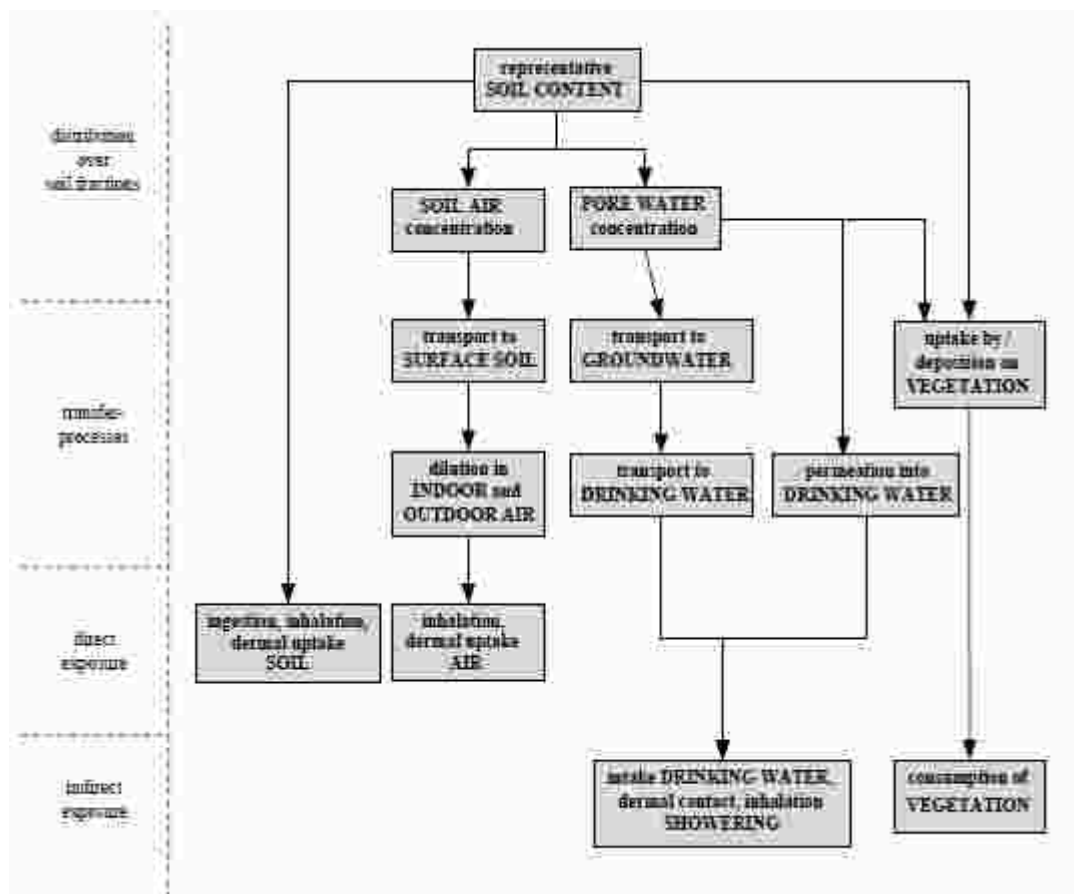 representative
SOIL CONTENT
distribution
over
soil fractions
SOIL AIR
concentration
PORE WATER
concentration
transport to
SURFACE SOIL
transport to
GROUNDWATER
uptake by /
deposition on
VEGETATION
transfer-
processes
dilution in
INDOOR and
OUTDOOR AIR
transport to
DRINKING WATER
permeation into
DRINKING WATER
direct
exposure
ingestion, inhalation,
dermal uptake
SOIL
inhalation,
dermal uptake
AIR
indirect
exposure
intake DRINKING WATER,
dermal contact, inhalation
SHOWERING
consumption of
VEGETATION